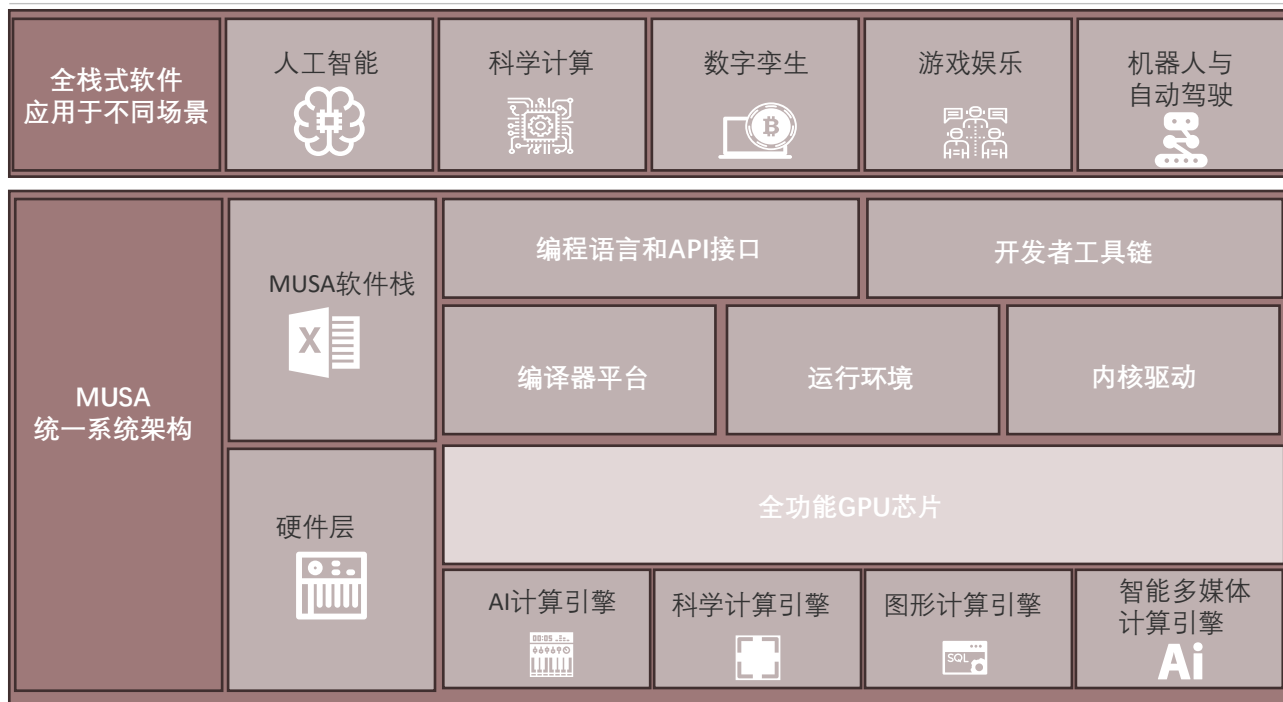 全栈式软件
应用于不同场景
人工智能
科学计算
数字孪生
游戏娱乐
机器人与
自动驾驶
MUSA
统一系统架构
MUSA软件栈
X
编程语言和API接口
开发者工具链
编译器平台
运行环境
内核驱动
硬件层
全功能GPU芯片
AI计算引擎
00:05
科学计算引擎
图形计算引擎
SQL
智能多媒体
计算引擎
Ai